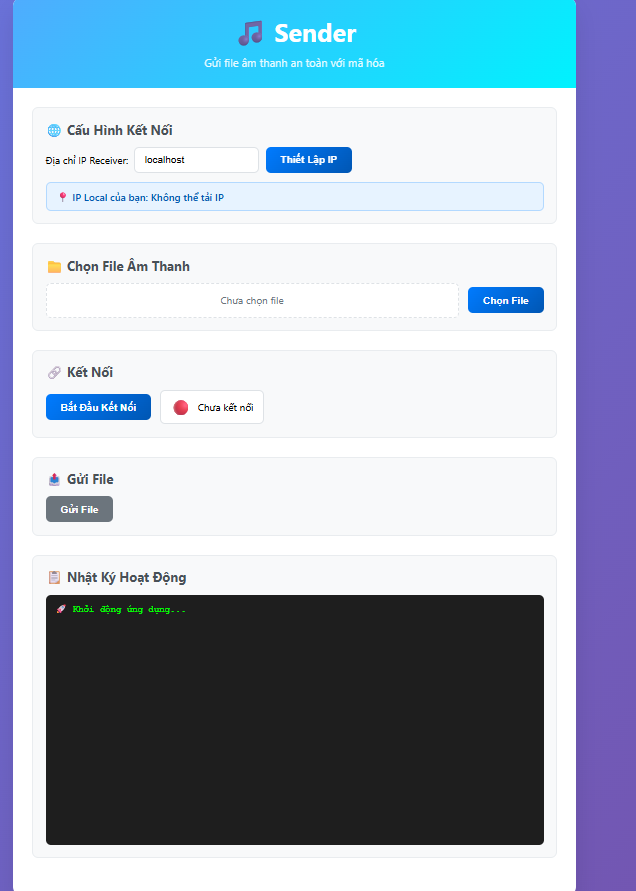 🎵 Sender
Gửi file âm thanh an toàn với mã hóa
🌐 Cấu Hình Kết Nối
Địa chỉ IP Receiver: localhost Thiết Lập IP
📍 IP Local của bạn: Không thể tải IP
📁 Chọn File Âm Thanh
Chưa chọn file Chọn File
🔗 Kết Nối
Bắt Đầu Kết Nối 🔴 Chưa kết nối
📤 Gửi File
Gửi File
📋 Nhật Ký Hoạt Động
🚀 Khởi động ứng dụng...